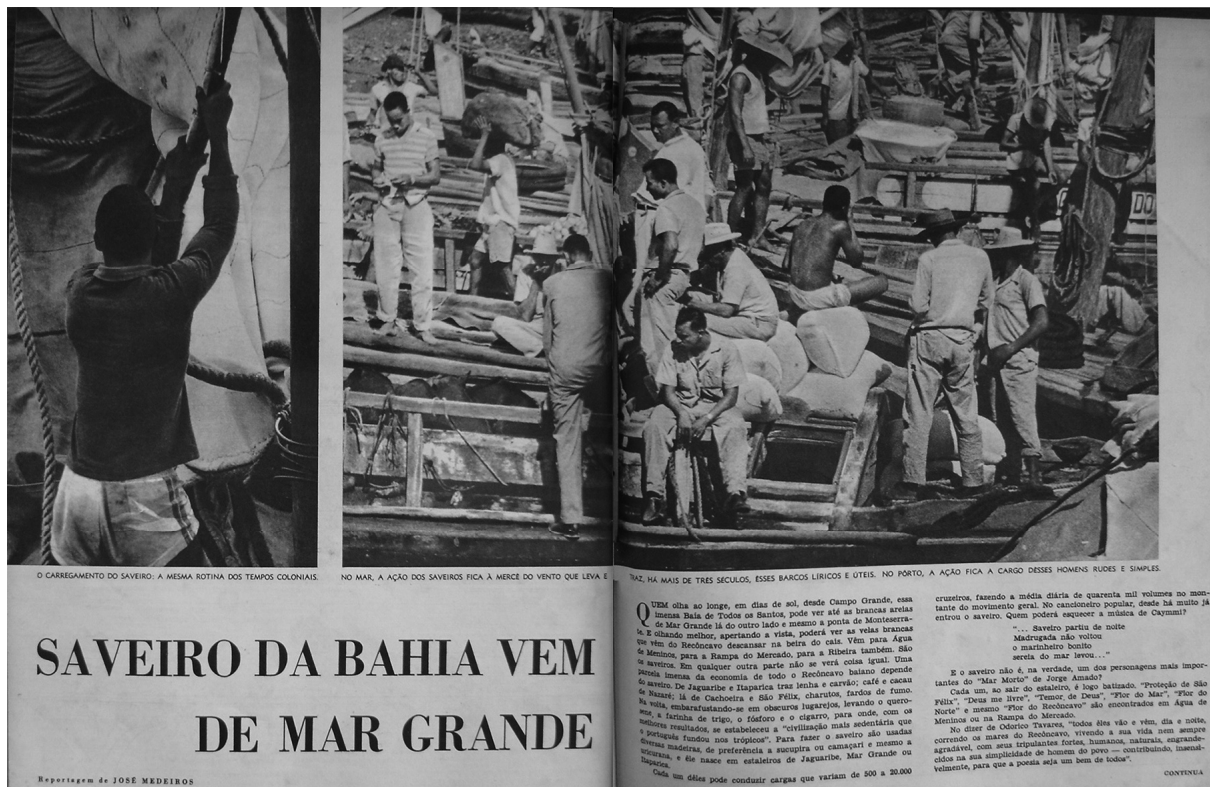 O CARREGAMENTO DO SAVEIRO: A MESMA ROTINA DOS TEMPOS COLONIAIS.
NO MAR, A AÇÃO DOS SAVEIROS FICA À MERCÊ DO VENTO QUE LEVA E
TRAZ, HÁ MAIS DE TRÊS SÉCULOS, ÊSSES BARCOS LÍRICOS E ÚTEIS. NO PÔRTO, A AÇÃO FICA A CARGO DÊSSES HOMENS RUDES E SIMPLES.
SAVEIRO DA BAHIA VEM
DE MAR GRANDE
Reportagem de JOSÉ MEDEIROS
QUEM olha ao longe, em dias de sol, desde Campo Grande, essa
imensa Baía de Todos os Santos, pode ver até as brancas areias
de Mar Grande lá do outro lado e mesmo a ponta de Monteserra-
te. E olhando melhor, apertando a vista, poderá ver as velas brancas
que vêm do Recôncavo descansar na beira do cais. Vêm para Água
de Meninos, para a Rampa do Mercado, para a Ribeira também. São
os saveiros. Em qualquer outra parte não se verá coisa igual. Uma
parcela imensa da economia de todo o Recôncavo baiano depende
do saveiro. De Jaguaribe e Itaparica traz lenha e carvão; café e cacau
de Nazaré; lá de Cachoeira e São Félix, charutos, fardos de fumo.
Na volta, embarafustando-se em obscuros lugarejos, levando o quero-
sene, a farinha de trigo, o fósforo e o cigarro, para onde, com os
melhores resultados, se estabeleceu a "civilização mais sedentária que
o português fundou nos trópicos". Para fazer o saveiro são usadas
diversas madeiras, de preferência a sucupira ou camaçari e mesmo a
uricurana, e êle nasce em estaleiros de Jaguaribe, Mar Grande ou
Itaparica.
Cada um dêles pode conduzir cargas que variam de 500 a 20.000
cruzeiros, fazendo a média diária de quarenta mil volumes no mon-
tante do movimento geral. No cancioneiro popular, desde há muito já
entrou o saveiro. Quem poderá esquecer a música de Caymmi?
"... Saveiro partiu de noite
Madrugada não voltou
o marinheiro bonito
sereia do mar levou..."
E o saveiro não é, na verdade, um dos personagens mais impor-
tantes do "Mar Morto" de Jorge Amado?
Cada um, ao sair do estaleiro, é logo batizado. "Proteção de São
Félix", "Deus me livre", "Temor de Deus", "Flor do Mar", "Flor do
Norte" e mesmo "Flor do Recôncavo" são encontrados em Água de
Meninos ou na Rampa do Mercado.
No dizer de Odorico Tavares, "todos êles vão e vêm, dia e noite,
correndo os mares do Recôncavo, vivendo a sua vida nem sempre
agradável, com seus tripulantes fortes, humanos, naturais, engrande-
cidos na sua simplicidade de homem do povo — contribuindo, insensi-
velmente, para que a poesia seja um bem de todos".
CONTINUA